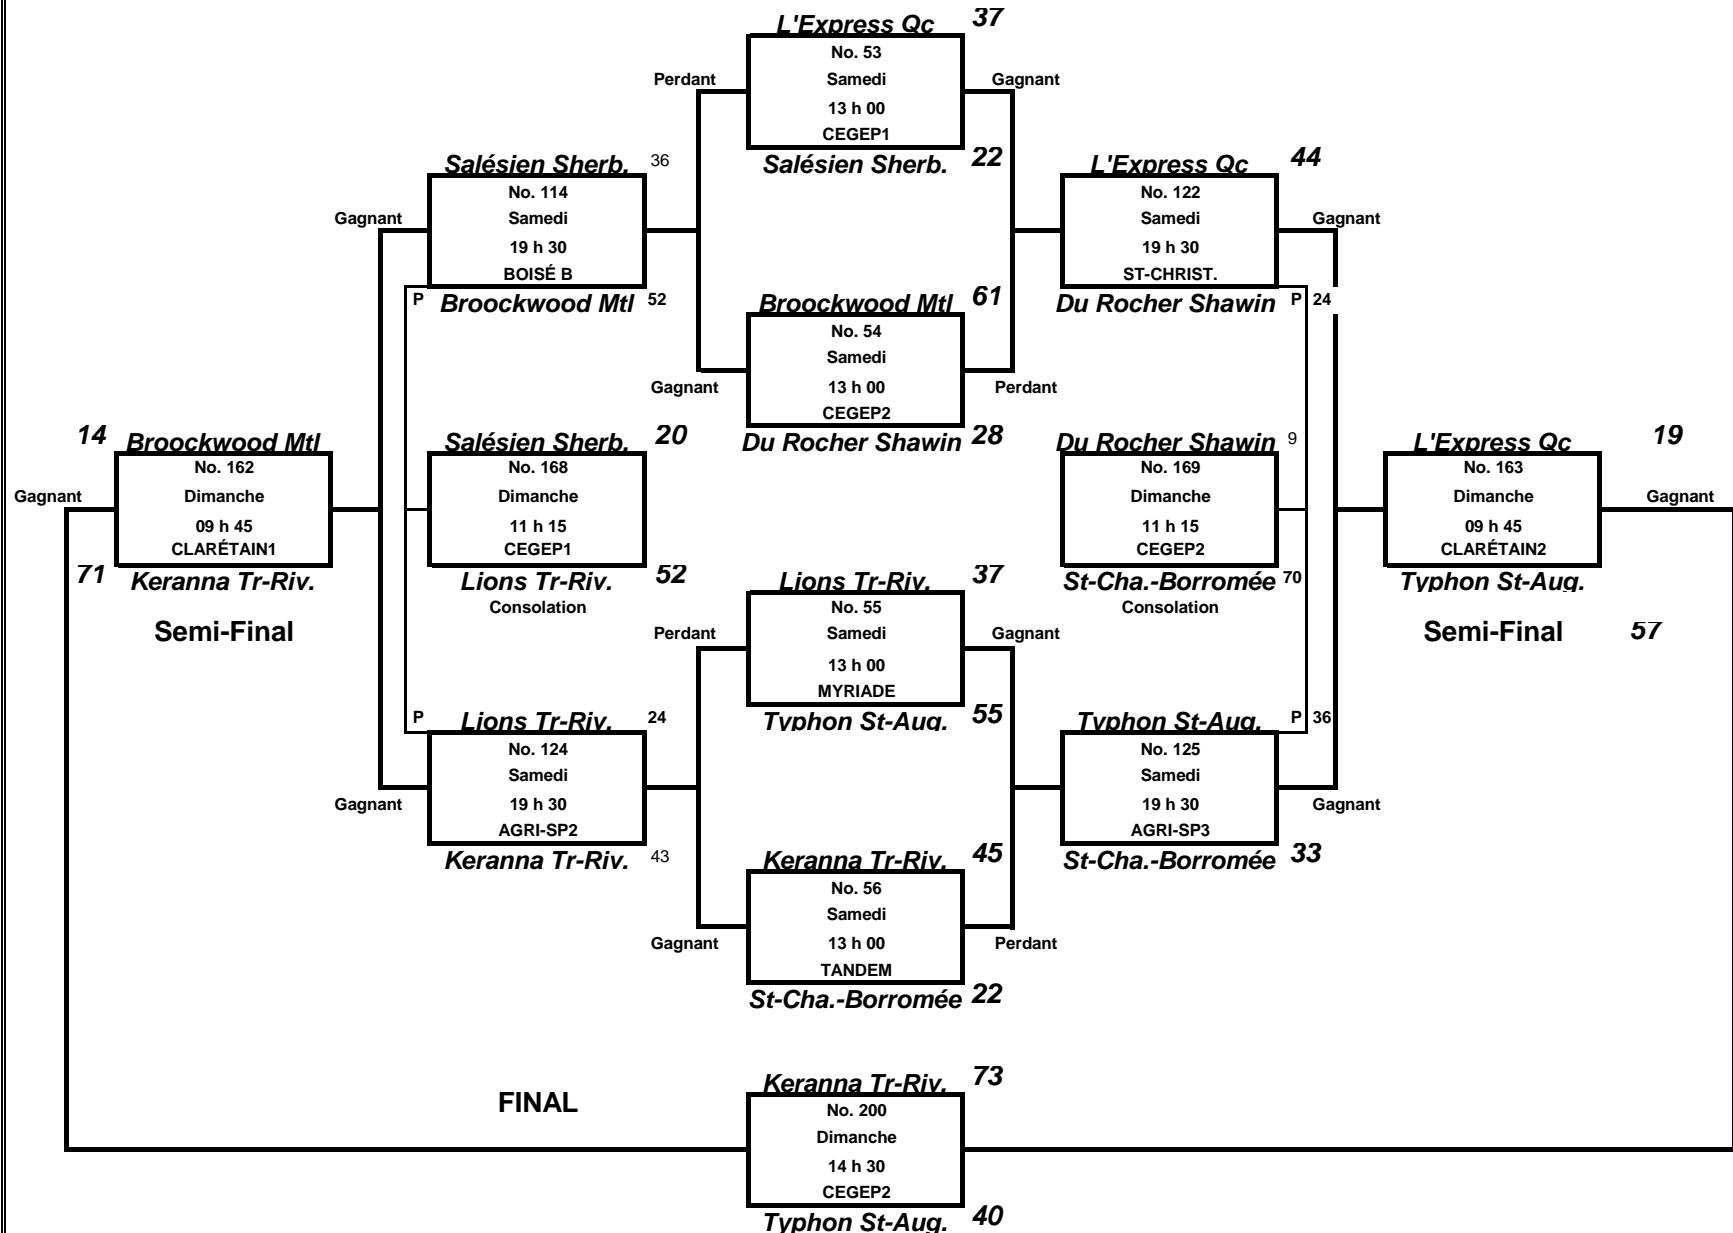 L'Express Qc 37
No. 53
Samedi
Perdant Gagnant
13 h 00
CEGEP1
Salésien Sherb. 22
Salésien Sherb. 36
No. 114
Gagnant Samedi
19 h 30
BOISÉ B
P Broockwood Mtl 52
L'Express Qc 44
No. 122
Samedi Gagnant
19 h 30
ST-CHRIST.
Du Rocher Shawin P 24
Broockwood Mtl 61
No. 54
Samedi
Gagnant 13 h 00 Perdant
CEGEP2
Du Rocher Shawin 28
14 Broockwood Mtl
No. 162
Gagnant Dimanche
09 h 45
CLARÉTAIN1
71 Keranna Tr-Riv.
Semi-Final
Salésien Sherb. 20
No. 168
Dimanche
11 h 15
CEGEP1
Lions Tr-Riv. 52
Consolation
Du Rocher Shawin 9
No. 169
Dimanche
11 h 15
CEGEP2
St-Cha.-Borromée 70
Consolation
L'Express Qc 19
No. 163
Dimanche Gagnant
09 h 45
CLARÉTAIN2
Typhon St-Aug.
Semi-Final 57
Lions Tr-Riv. 37
No. 55
Perdant Samedi Gagnant
13 h 00
MYRIADE
Typhon St-Aug. 55
P Lions Tr-Riv. 24
No. 124
Samedi
Gagnant 19 h 30
AGRI-SP2
Keranna Tr-Riv. 43
Typhon St-Aug. P 36
No. 125
Samedi
19 h 30 Gagnant
AGRI-SP3
St-Cha.-Borromée 33
Keranna Tr-Riv. 45
No. 56
Samedi
Gagnant 13 h 00 Perdant
TANDEM
St-Cha.-Borromée 22
FINAL
Keranna Tr-Riv. 73
No. 200
Dimanche
14 h 30
CEGEP2
Typhon St-Aug. 40